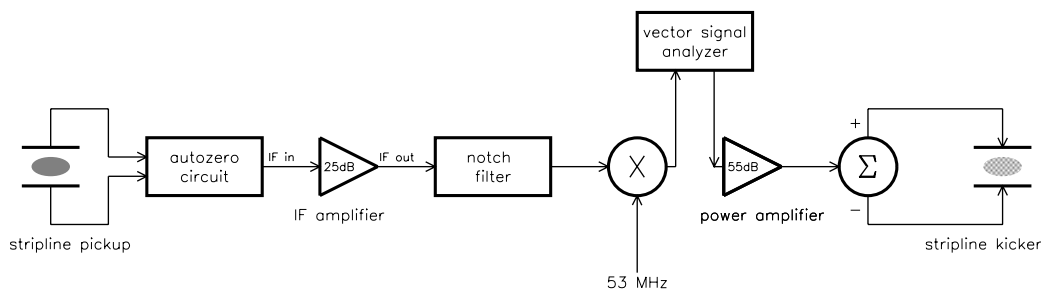 vector signal
analyzer
autozero
circuit
IF in
25dB
IF out
notch
filter
X
55dB
+
Σ
−
IF amplifier
power amplifier
stripline pickup
stripline kicker
53 MHz